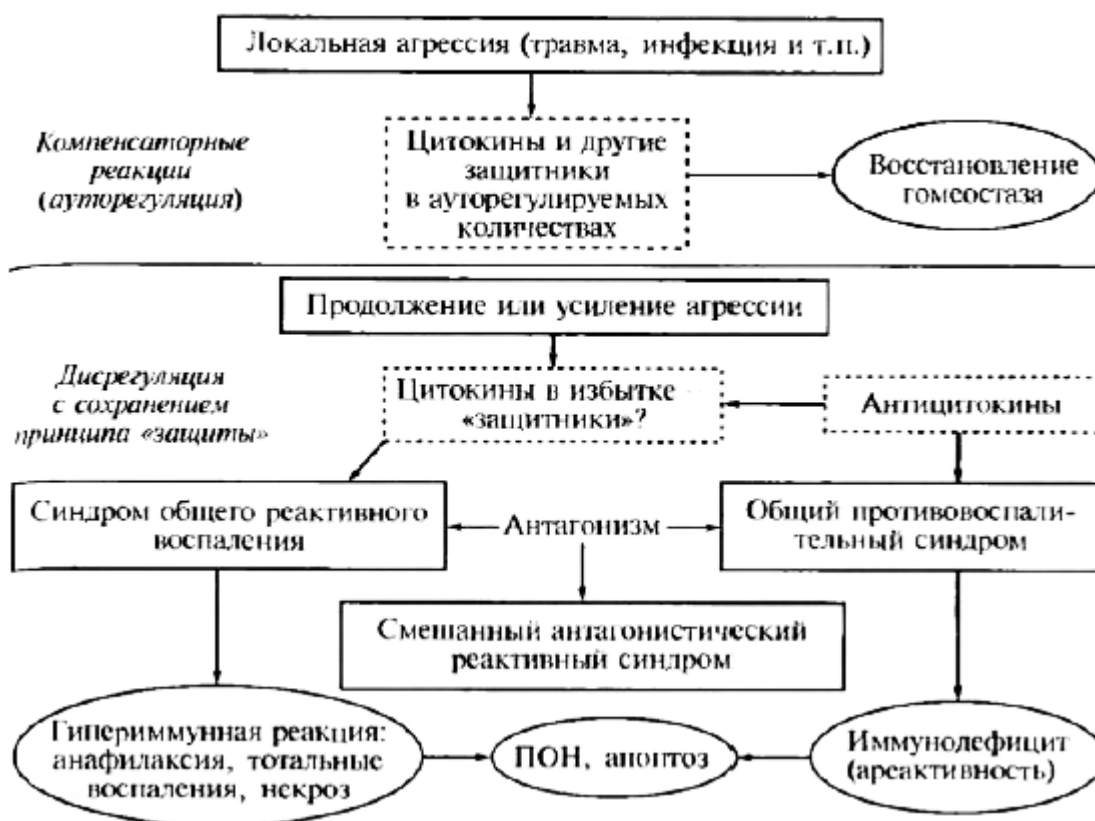 Локальная агрессия (травма, инфекция и т.п.)
Компенсаторные
реакции
(ауторегуляция)
Цитокины и другие
защитники
в ауторегулируемых
количествах
Восстановление
гомеостаза
Продолжение или усиление агрессии
Дисрегуляция
с сохранением
принципа «защиты»
Цитокины в избытке –
«защитники»?
Антицитокины
Синдром общего реактивного
воспаления
Антагонизм
Общий противовоспали-
тельный синдром
Смешанный антагонистический
реактивный синдром
Гипериммунная реакция:
анафилаксия, тотальные
воспаления, некроз
ПОН, апоптоз
Иммунодефицит
(ареактивность)